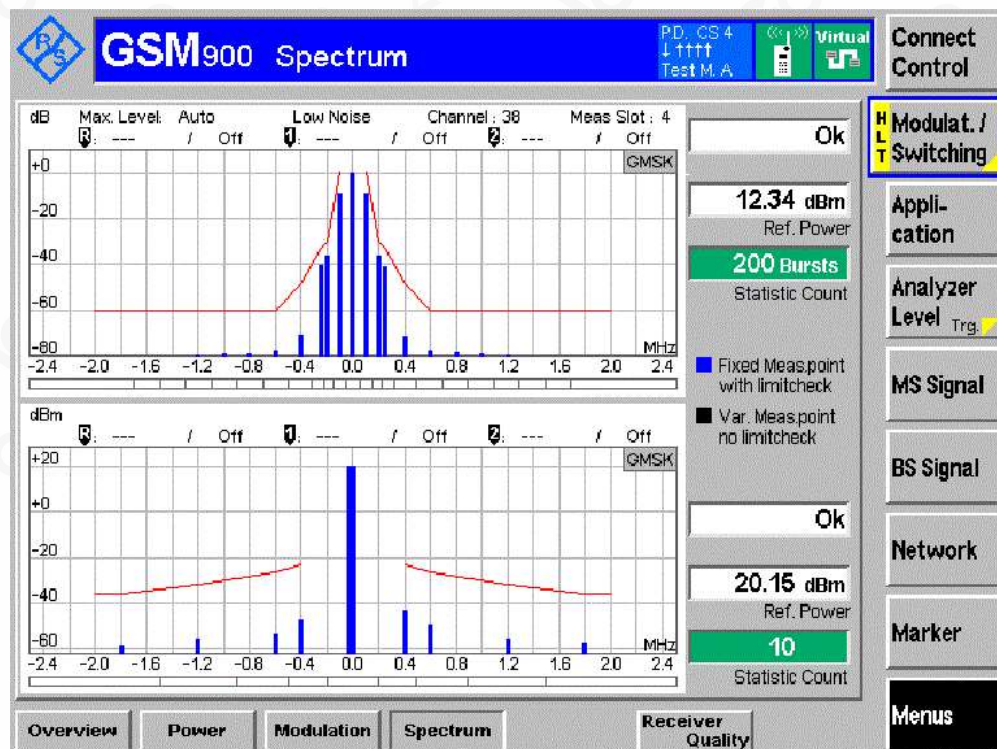 R/S
GSM900 Spectrum
P.D. CS 4
Test M. A
Virtual
Connect
Control
dB Max. Level: Auto Low Noise Channel : 38 Meas Slot : 4
R: --- / Off 1: --- / Off 2: --- / Off
GMSK
+0
-20
-40
-60
-80
MHz
-2.4 -2.0 -1.6 -1.2 -0.8 -0.4 0.0 0.4 0.8 1.2 1.6 2.0 2.4
Ok
12.34 dBm
Ref. Power
200 Bursts
Statistic Count
Fixed Meas.point
with limitcheck
Var. Meas.point
no limitcheck
dBm
R: --- / Off 1: --- / Off 2: --- / Off
GMSK
+20
+0
-20
-40
-60
MHz
-2.4 -2.0 -1.6 -1.2 -0.8 -0.4 0.0 0.4 0.8 1.2 1.6 2.0 2.4
Ok
20.15 dBm
Ref. Power
10
Statistic Count
HLT
Modulat. /
Switching
Appli-
cation
Analyzer
Level Trg.
MS Signal
BS Signal
Network
Marker
Menus
Overview Power Modulation Spectrum Receiver
Quality